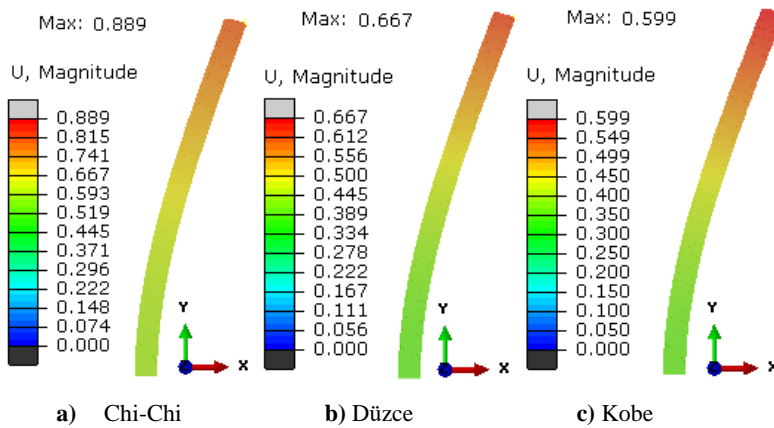 Max: 0.889
U, Magnitude
0.889
0.815
0.741
0.667
0.593
0.519
0.445
0.371
0.296
0.222
0.148
0.074
0.000
Y
Z
X
a) Chi-Chi
Max: 0.667
U, Magnitude
0.667
0.612
0.556
0.500
0.445
0.389
0.334
0.278
0.222
0.167
0.111
0.056
0.000
Y
Z
X
b) Düzce
Max: 0.599
U, Magnitude
0.599
0.549
0.499
0.450
0.400
0.350
0.300
0.250
0.200
0.150
0.100
0.050
0.000
Y
Z
X
c) Kobe